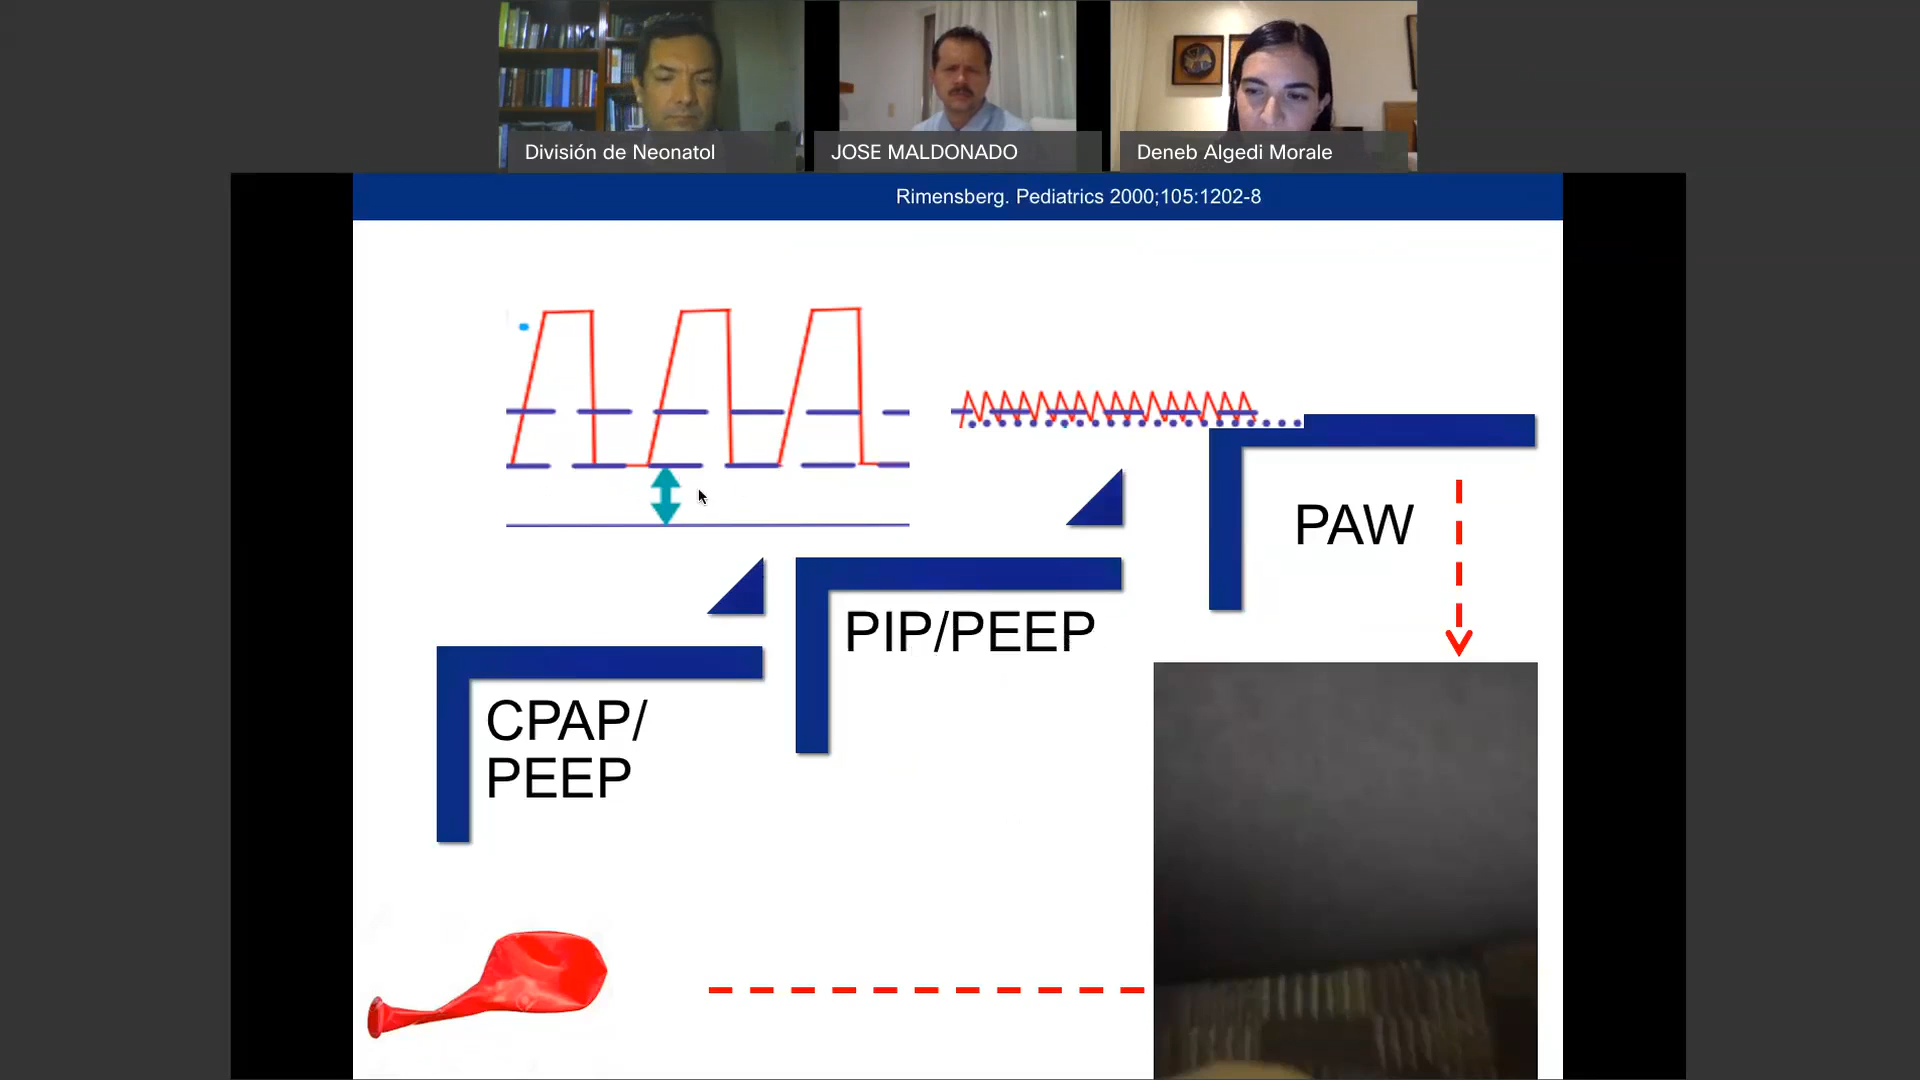 División de Neonatol
JOSE MALDONADO
Deneb Algedi Morale
Rimensberg. Pediatrics 2000;105:1202-8
PAW
PIP/PEEP
CPAP/
PEEP